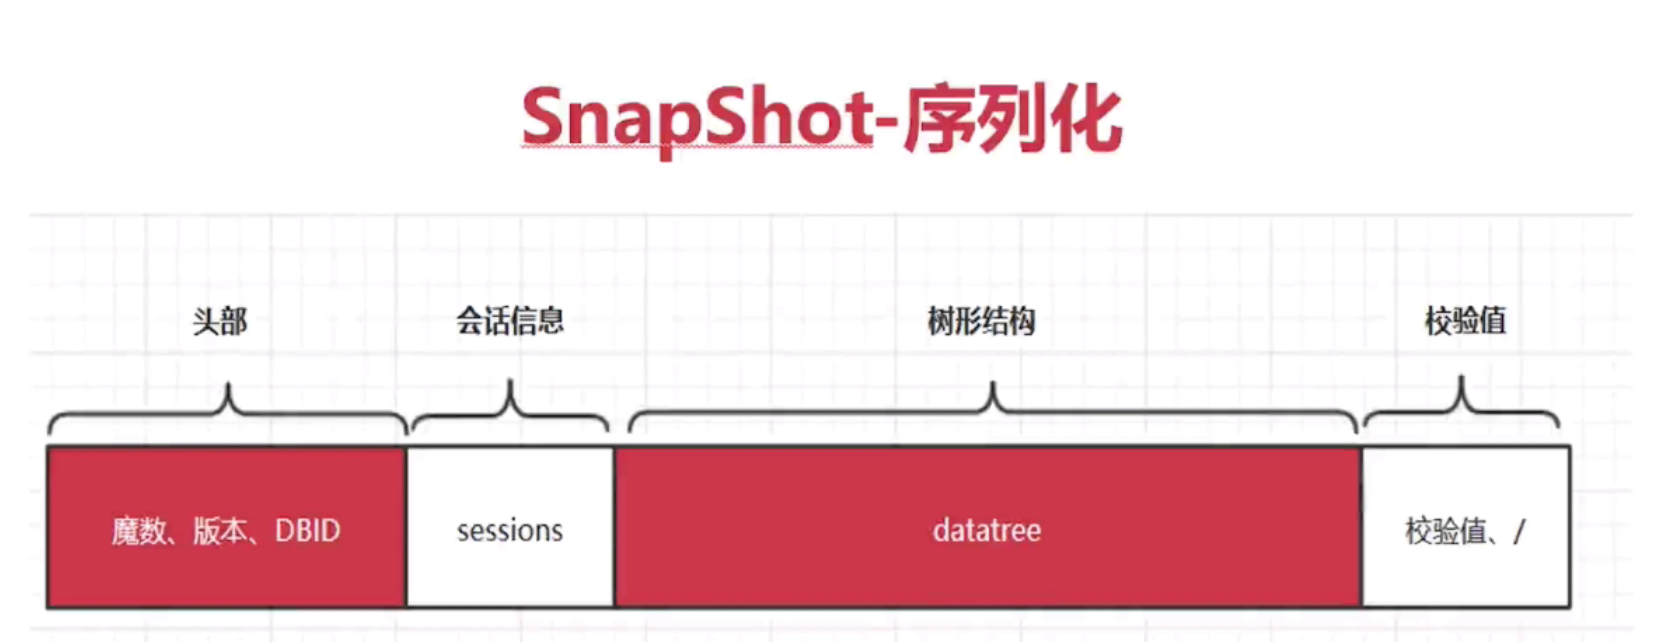 SnapShot-序列化
头部
会话信息
树形结构
校验值
魔数、版本、DBID
sessions
datatree
校验值、/